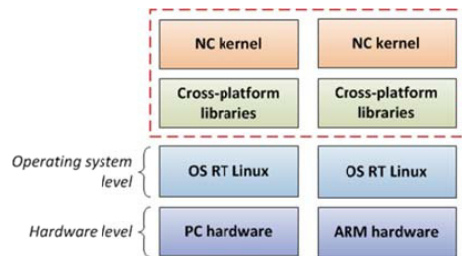 NC kernel
NC kernel
Cross-platform
libraries
Cross-platform
libraries
Operating system
level
OS RT Linux
OS RT Linux
Hardware level
PC hardware
ARM hardware